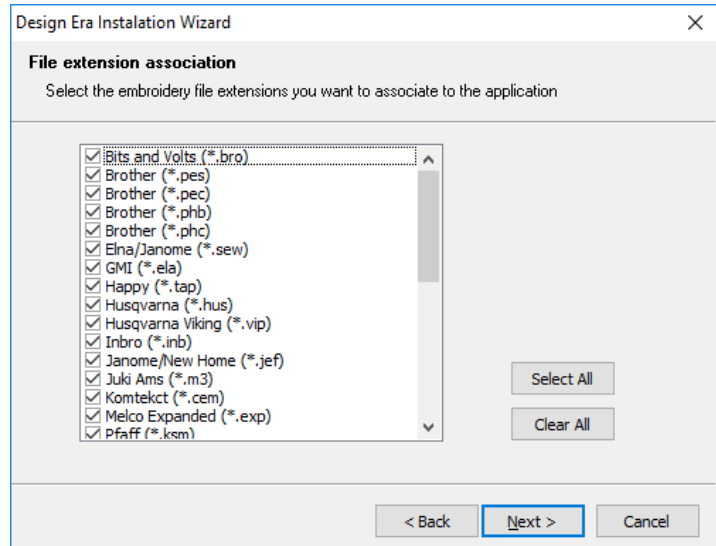 Design Era Instalation Wizard
File extension association
Select the embroidery file extensions you want to associate to the application
Bits and Volts (*.bro)
Brother (*.pes)
Brother (*.pec)
Brother (*.phb)
Brother (*.phc)
Elna/Janome (*.sew)
GMI (*.ela)
Happy (*.tap)
Husqvarna (*.hus)
Husqvarna Viking (*.vip)
Inbro (*.inb)
Janome/New Home (*.jef)
Juki Ams (*.m3)
Komtekct (*.cem)
Melco Expanded (*.exp)
Pfaff (*.ksm)
Select All
Clear All
< Back
Next >
Cancel